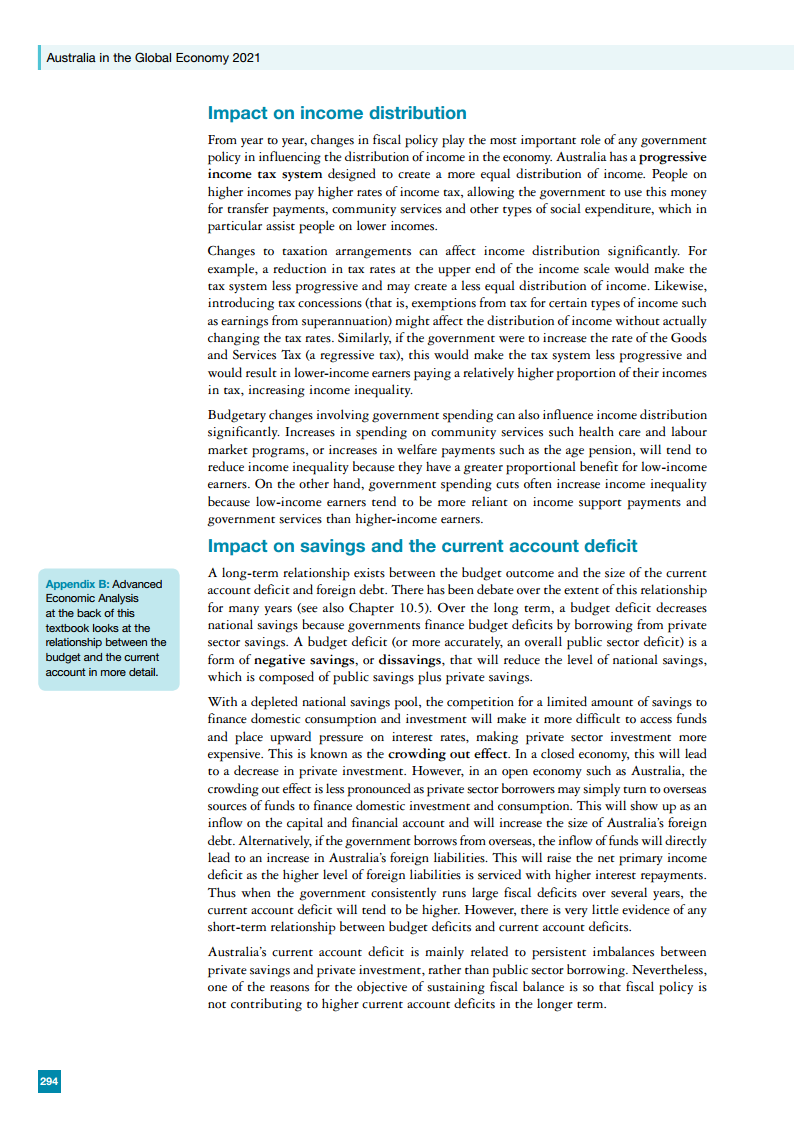 Australia in the Global Economy 2021
Impact on income distribution
From year to year, changes in fiscal policy play the most important role of any government
policy in influencing the distribution of income in the economy. Australia has a progressive
income tax system designed to create a more equal distribution of income. People on
higher incomes pay higher rates of income tax, allowing the government to use this money
for transfer payments, community services and other types of social expenditure, which in
particular assist people on lower incomes.
Changes to taxation arrangements can affect income distribution significantly. For
example, a reduction in tax rates at the upper end of the income scale would make the
tax system less progressive and may create a less equal distribution of income. Likewise,
introducing tax concessions (that is, exemptions from tax for certain types of income such
as earnings from superannuation) might affect the distribution of income without actually
changing the tax rates. Similarly, if the government were to increase the rate of the Goods
and Services Tax (a regressive tax), this would make the tax system less progressive and
would result in lower-income earners paying a relatively higher proportion of their incomes
in tax, increasing income inequality.
Budgetary changes involving government spending can also influence income distribution
significantly. Increases in spending on community services such health care and labour
market programs, or increases in welfare payments such as the age pension, will tend to
reduce income inequality because they have a greater proportional benefit for low-income
earners. On the other hand, government spending cuts often increase income inequality
because low-income earners tend to be more reliant on income support payments and
government services than higher-income earners.
Impact on savings and the current account deficit
A long-term relationship exists between the budget outcome and the size of the current
account deficit and foreign debt. There has been debate over the extent of this relationship
for many years (see also Chapter 10.5). Over the long term, a budget deficit decreases
national savings because governments finance budget deficits by borrowing from private
sector savings. A budget deficit (or more accurately, an overall public sector deficit) is a
form of negative savings, or dissavings, that will reduce the level of national savings,
which is composed of public savings plus private savings.
Appendix B: Advanced
Economic Analysis
at the back of this
textbook looks at the
relationship between the
budget and the current
account in more detail.
With a depleted national savings pool, the competition for a limited amount of savings to
finance domestic consumption and investment will make it more difficult to access funds
and place upward pressure on interest rates, making private sector investment more
expensive. This is known as the crowding out effect. In a closed economy, this will lead
to a decrease in private investment. However, in an open economy such as Australia, the
crowding out effect is less pronounced as private sector borrowers may simply turn to overseas
sources of funds to finance domestic investment and consumption. This will show up as an
inflow on the capital and financial account and will increase the size of Australia's foreign
debt. Alternatively, if the government borrows from overseas, the inflow of funds will directly
lead to an increase in Australia's foreign liabilities. This will raise the net primary income
deficit as the higher level of foreign liabilities is serviced with higher interest repayments.
Thus when the government consistently runs large fiscal deficits over several years, the
current account deficit will tend to be higher. However, there is very little evidence of any
short-term relationship between budget deficits and current account deficits.
Australia's current account deficit is mainly related to persistent imbalances between
private savings and private investment, rather than public sector borrowing. Nevertheless,
one of the reasons for the objective of sustaining fiscal balance is so that fiscal policy is
not contributing to higher current account deficits in the longer term.
294